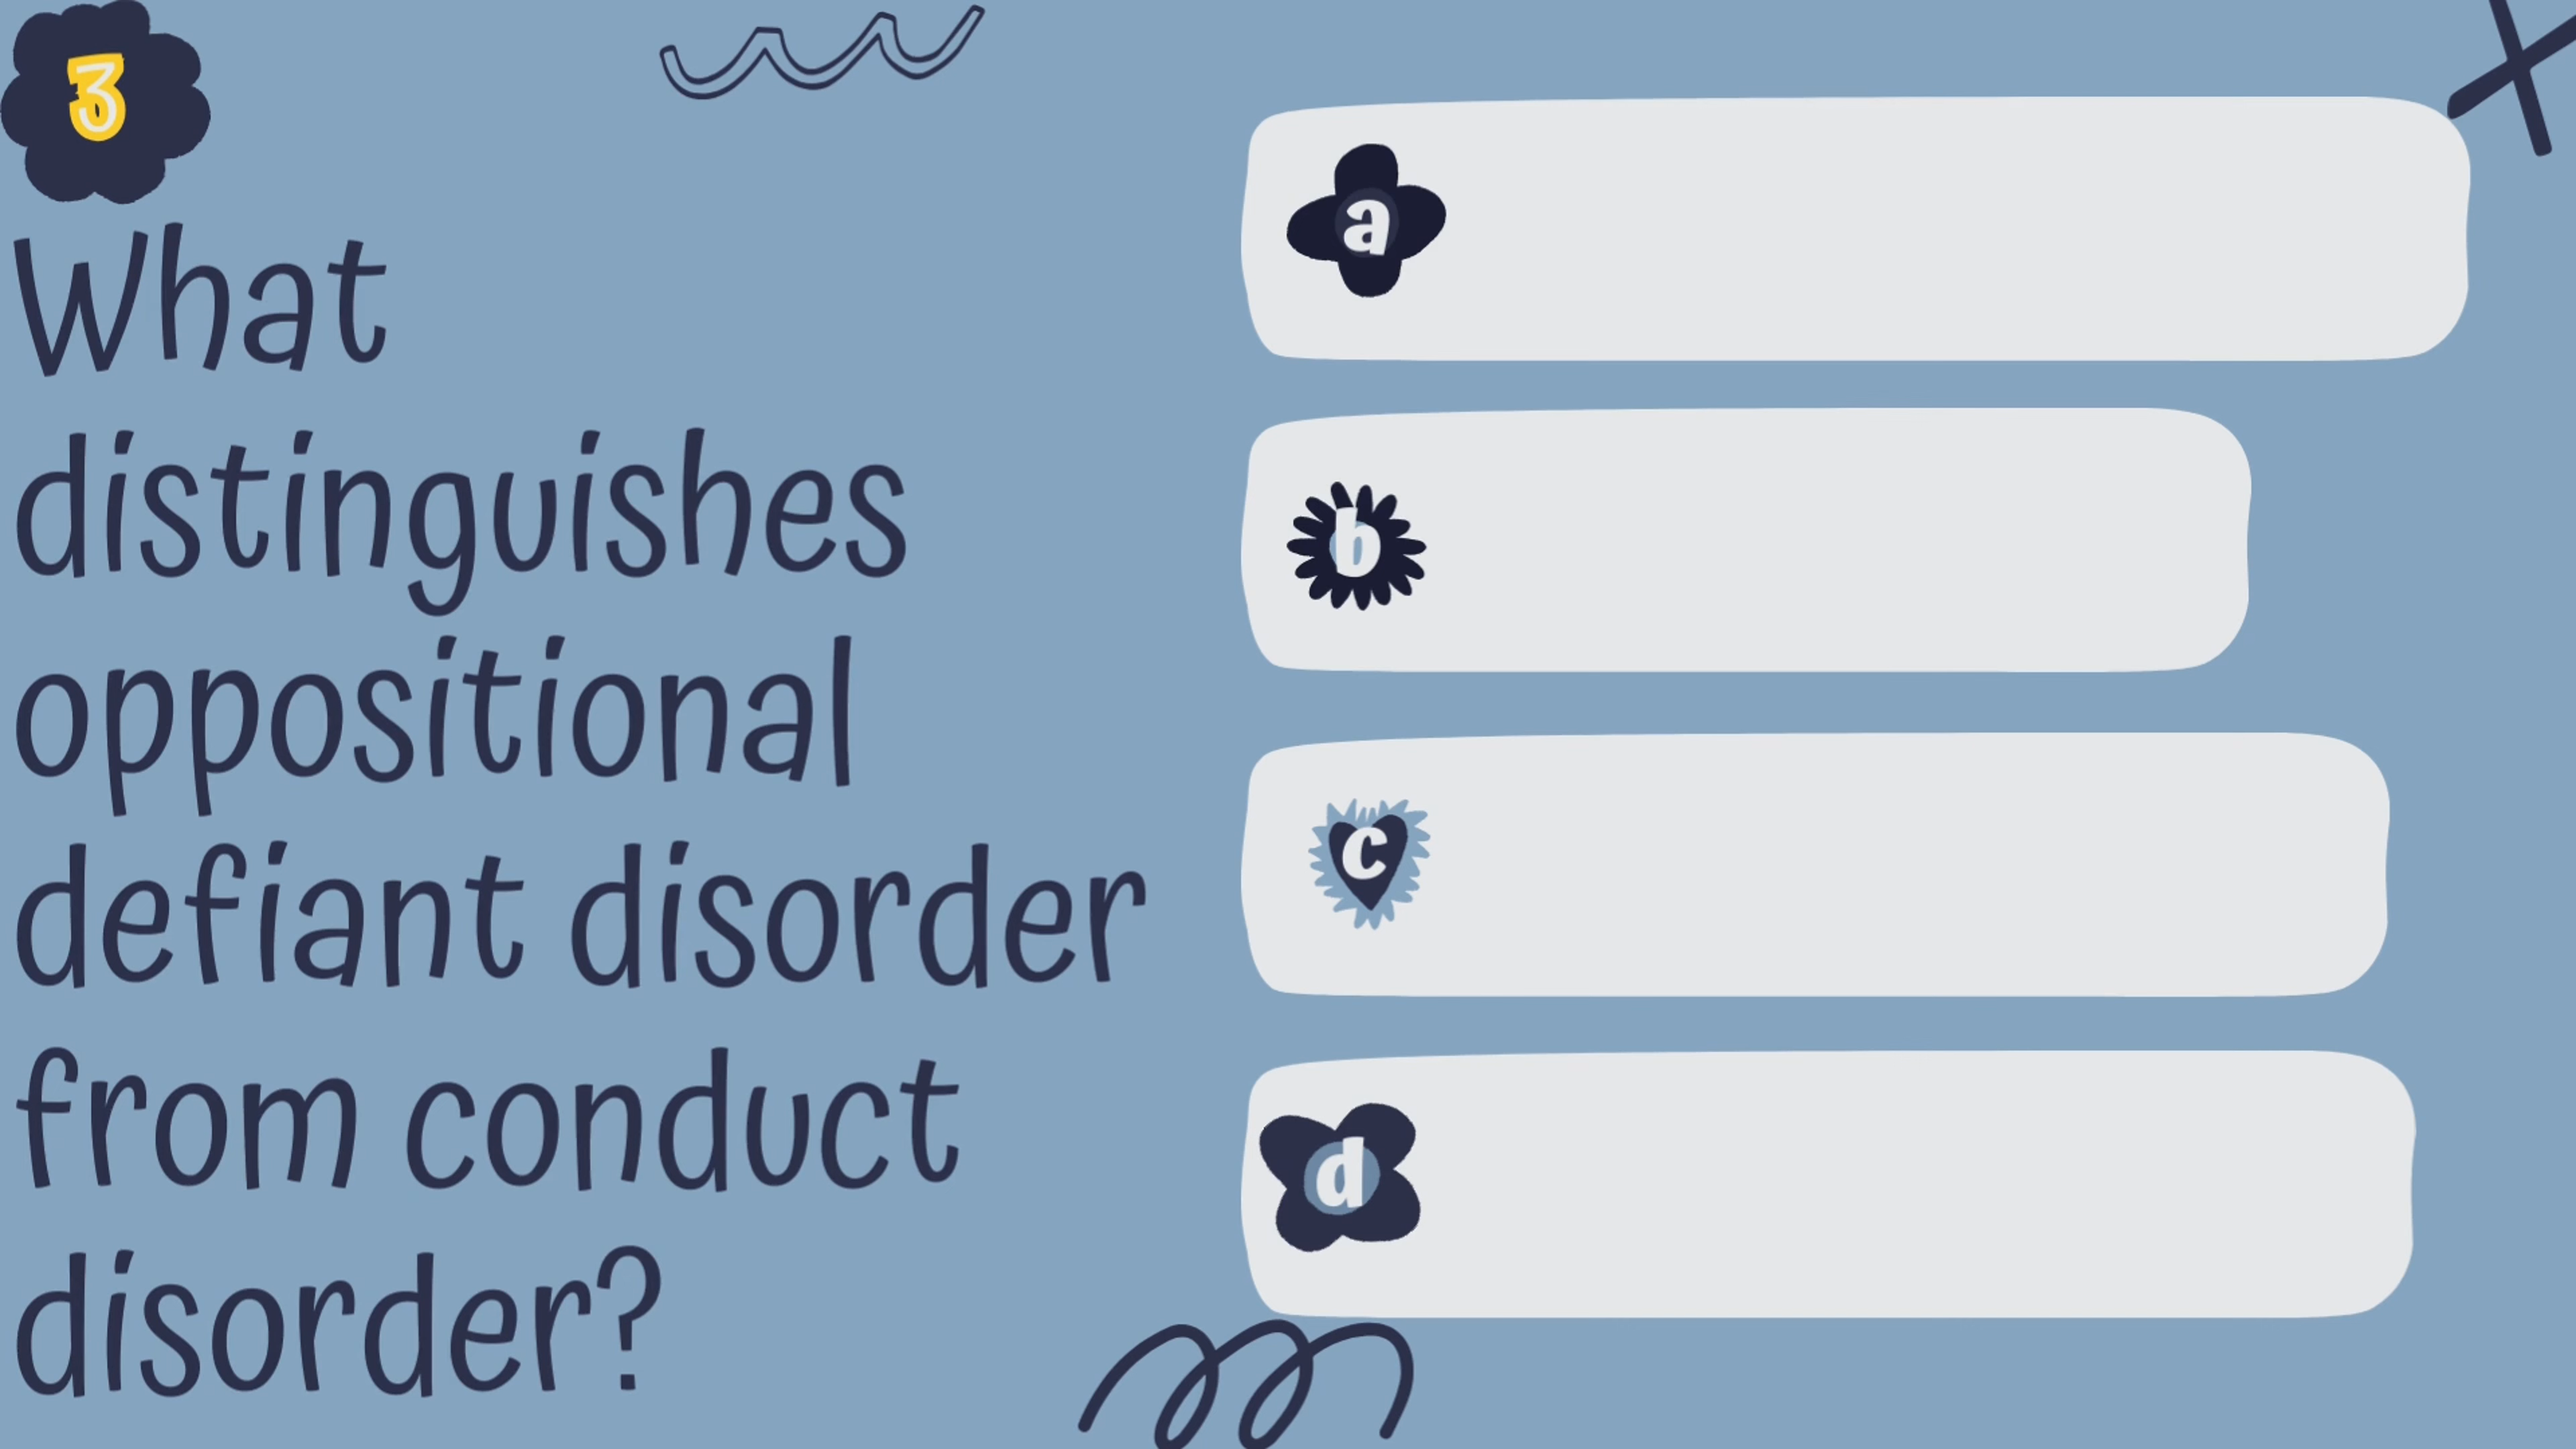 3
What
distinguishes
oppositional
defiant disorder
from conduct
disorder?
a
b
c
d